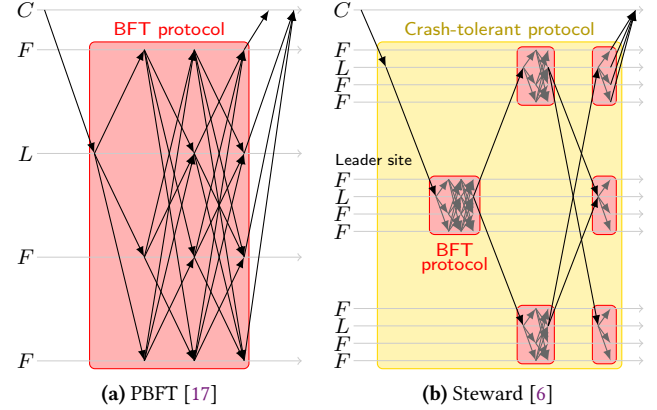 C
BFT protocol
F
L
F
F
(a) PBFT [17]
C
Crash-tolerant protocol
F
L
F
F
Leader site
F
L
F
F
BFT
protocol
F
L
F
F
(b) Steward [6]